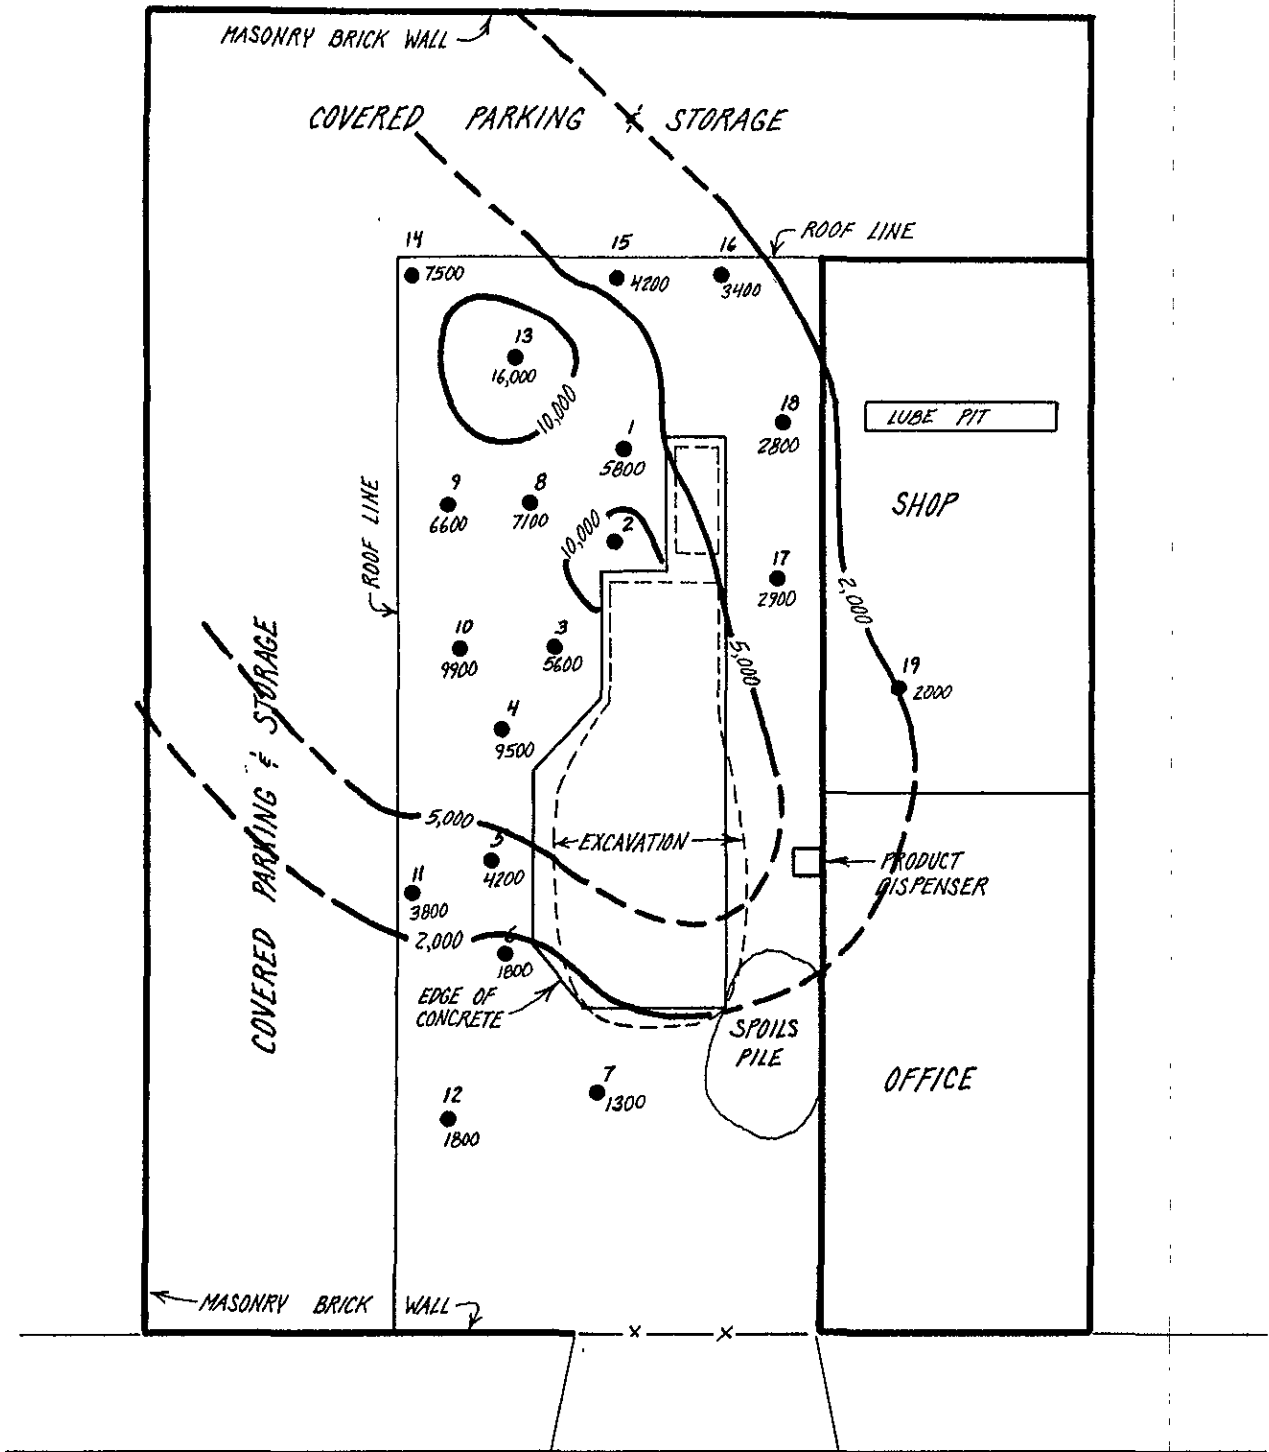 MASONRY BRICK WALL
COVERED PARKING & STORAGE
ROOF LINE
14
7500
15
4200
16
3400
13
16,000
10,000
18
2800
LUBE PIT
1
5800
SHOP
9
6600
8
7100
ROOF LINE
10,000
2
17
2900
2,000
10
9900
3
5600
5,000
19
2000
COVERED PARKING & STORAGE
4
9500
5,000
EXCAVATION
5
4200
PRODUCT
DISPENSER
11
3800
2,000
6
1800
EDGE OF
CONCRETE
SPOILS
PILE
OFFICE
7
1300
12
1800
MASONRY BRICK WALL
x
x